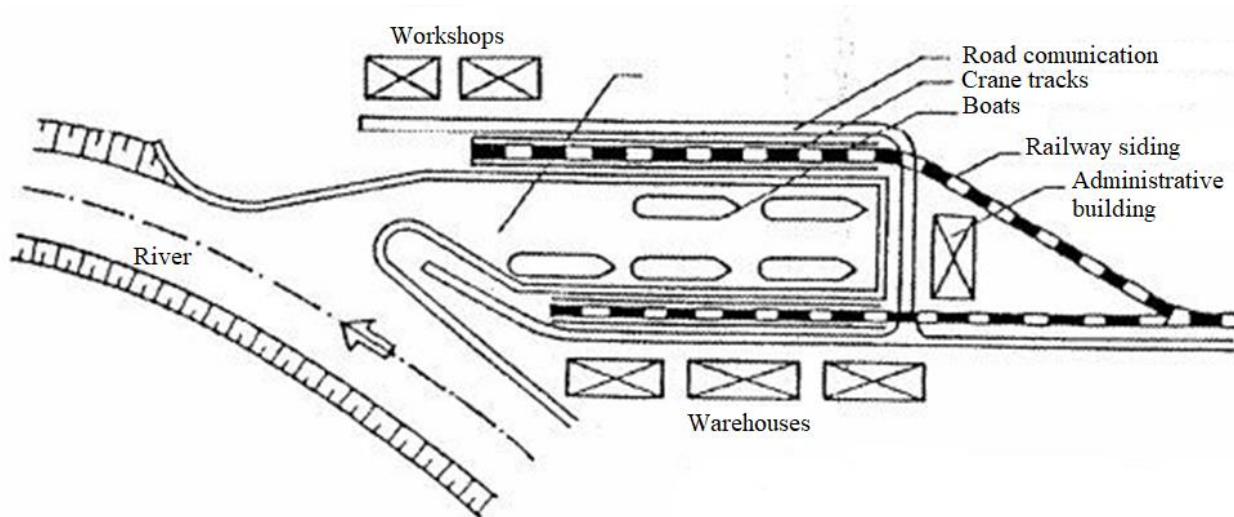 Workshops
Road comunication
Crane tracks
Boats
Railway siding
Administrative
building
River
Warehouses